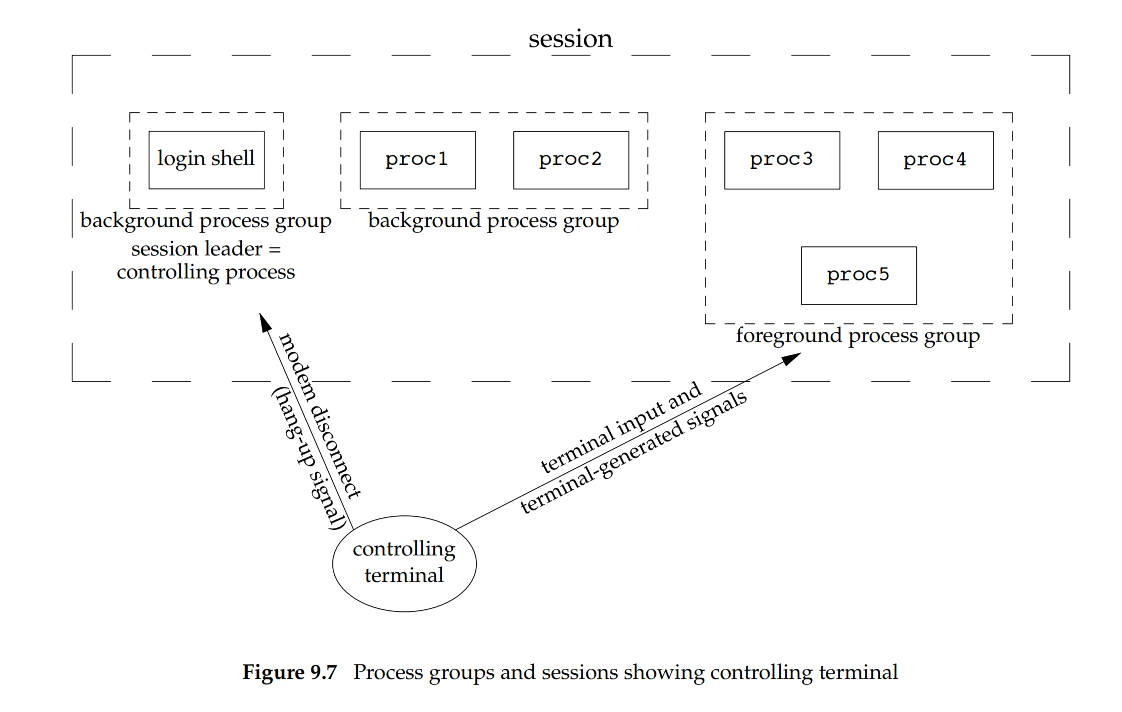 session
login shell
proc1
proc2
proc3
proc4
background process group
session leader =
controlling process
background process group
proc5
foreground process group
modem disconnect
(hang-up signal)
terminal input and
terminal-generated signals
controlling
terminal
Figure 9.7 Process groups and sessions showing controlling terminal